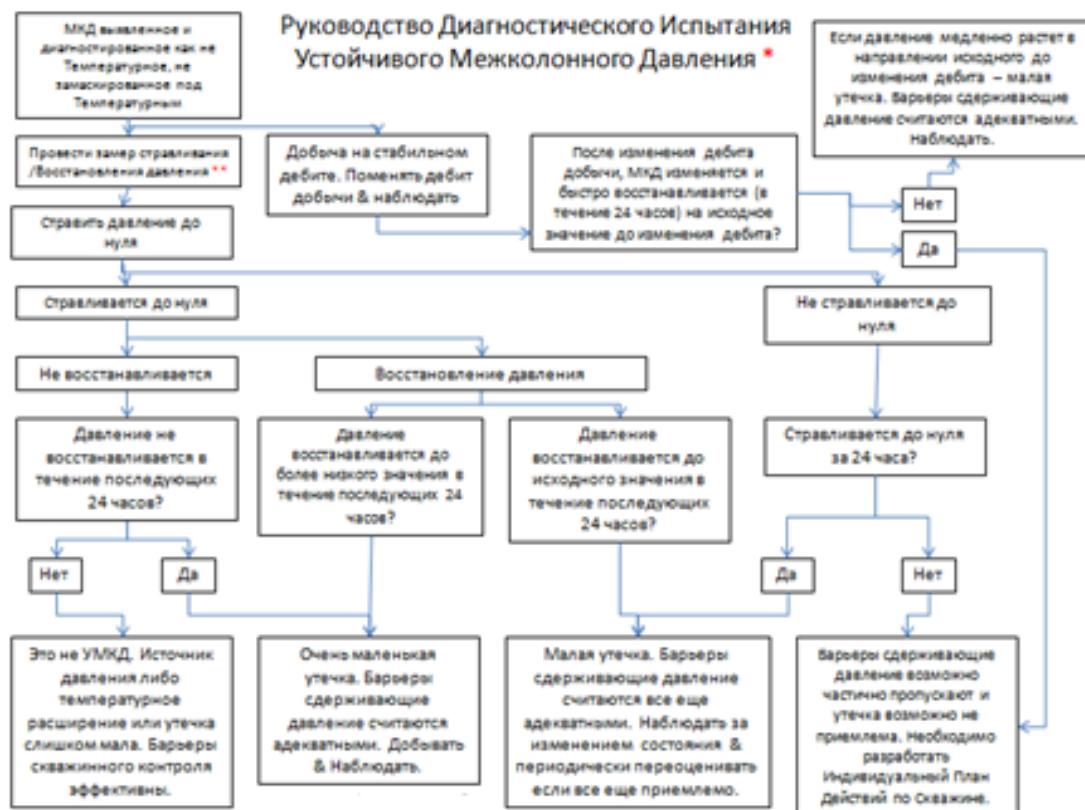 Руководство Диагностического Испытания
Устойчивого Межколонного Давления *
МКД выявленное и
диагностированное как не
Температурное, не
замаскированное под
Температурным
Если давление медленно растет в
направлении исходного до
изменения дебита – малая
утечка. Барьеры сдерживающие
давление считаются адекватными.
Наблюдать.
Провести замер стравливания
/Восстановления давления **
Добыча на стабильном
дебите. Поменять дебит
добычи & наблюдать
После изменения дебита
добычи, МКД изменяется и
быстро восстанавливается (в
течение 24 часов) на исходное
значение до изменения дебита?
Нет
Да
Стравить давление до
нуля
Стравливается до нуля
Не стравливается до
нуля
Не восстанавливается
Восстановление давления
Давление не
восстанавливается в
течение последующих
24 часов?
Давление
восстанавливается до
более низкого значения в
течение последующих 24
часов?
Давление
восстанавливается до
исходного значения в
течение последующих
24 часов?
Стравливается до нуля
за 24 часа?
Нет
Да
Да
Нет
Это не УМКД. Источник
давления либо
температурное
расширение или утечка
слишком мала. Барьеры
скважинного контроля
эффективны.
Очень маленькая
утечка. Барьеры
сдерживающие
давление считаются
адекватными. Добывать
& Наблюдать.
Малая утечка. Барьеры
сдерживающие давление
считаются все еще
адекватными. Наблюдать за
изменением состояния &
периодически переоценивать
если все еще приемлемо.
Барьеры сдерживающие
давление возможно
частично пропускают и
утечка возможно не
приемлема. Необходимо
разработать
Индивидуальный План
Действий по Скважине.